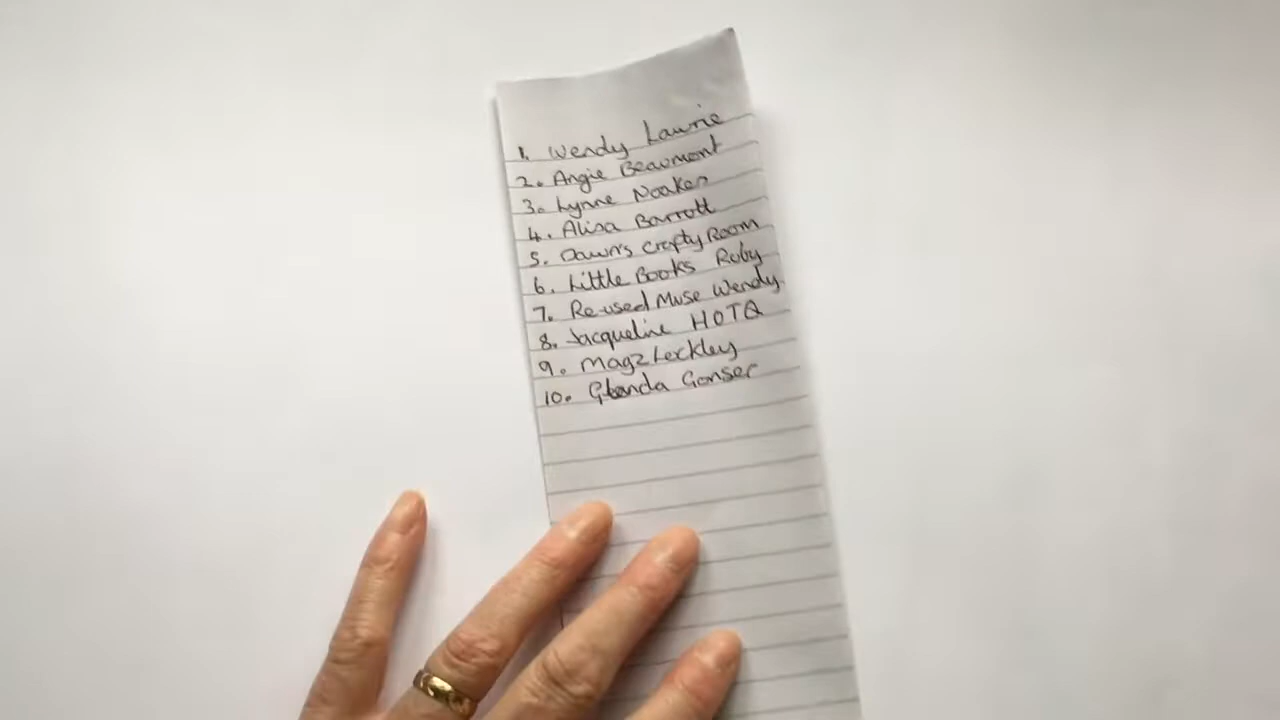 1. Wendy Lawrie
2. Angie Beaumont
3. Lynne Noakes
4. Alisa Barrott
5. Dawn's Crafty Room
6. Little Books Ruby
7. Re-used Muse Wendy
8. Jacqueline HOTQ
9. Magz Leckley
10. Glenda Gonser